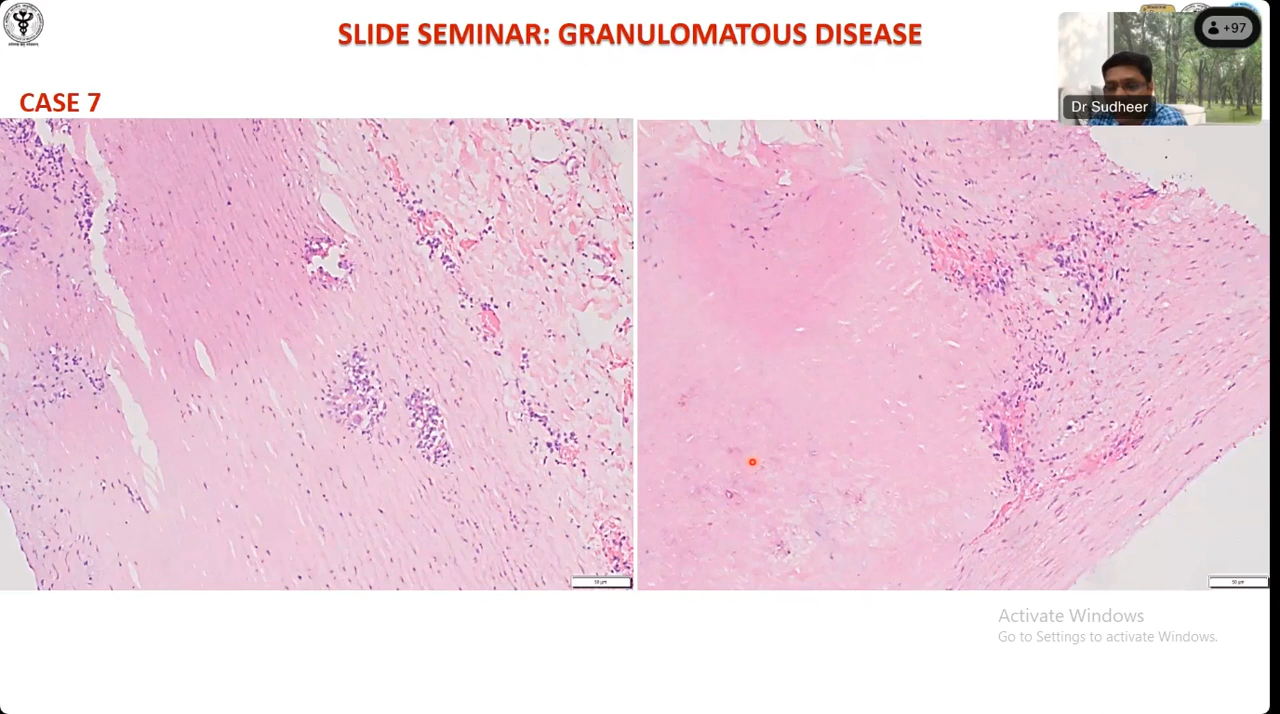 SLIDE SEMINAR: GRANULOMATOUS DISEASE
+97
Dr Sudheer
CASE 7
Activate Windows
Go to Settings to activate Windows.